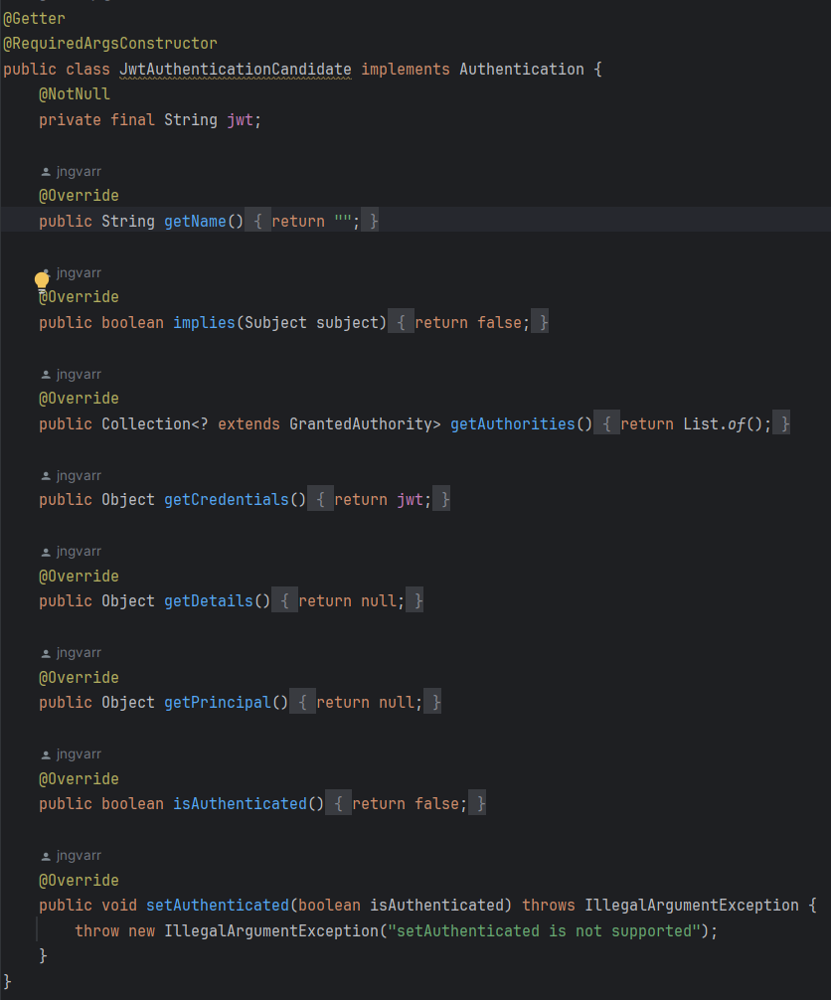 @Getter
@RequiredArgsConstructor
public class JwtAuthenticationCandidate implements Authentication {
    @NotNull
    private final String jwt;
    jngvarr
    @Override
    public String getName() { return ""; }
    jngvarr
    @Override
    public boolean implies(Subject subject) { return false; }
    jngvarr
    @Override
    public Collection<? extends GrantedAuthority> getAuthorities() { return List.of(); }
    jngvarr
    public Object getCredentials() { return jwt; }
    jngvarr
    @Override
    public Object getDetails() { return null; }
    jngvarr
    @Override
    public Object getPrincipal() { return null; }
    jngvarr
    @Override
    public boolean isAuthenticated() { return false; }
    jngvarr
    @Override
    public void setAuthenticated(boolean isAuthenticated) throws IllegalArgumentException {
        throw new IllegalArgumentException("setAuthenticated is not supported");
    }
}